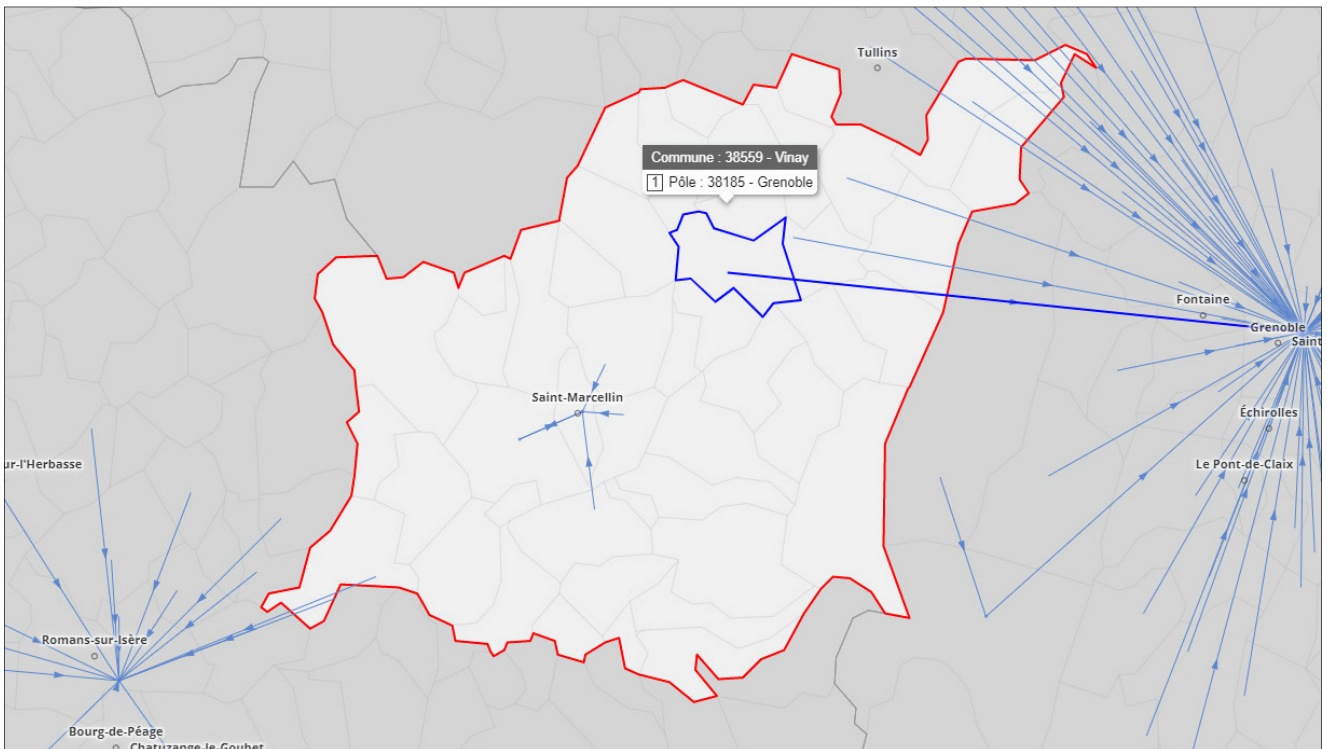 Tullins
Commune : 38559 - Vinay
1 Pôle : 38185 - Grenoble
Fontaine
Grenoble
Saint
Saint-Marcellin
Échirolles
ur-l'Herbasse
Le Pont-de-Claix
Romans-sur-Isère
Bourg-de-Péage
Chatuzange-le-Goubet